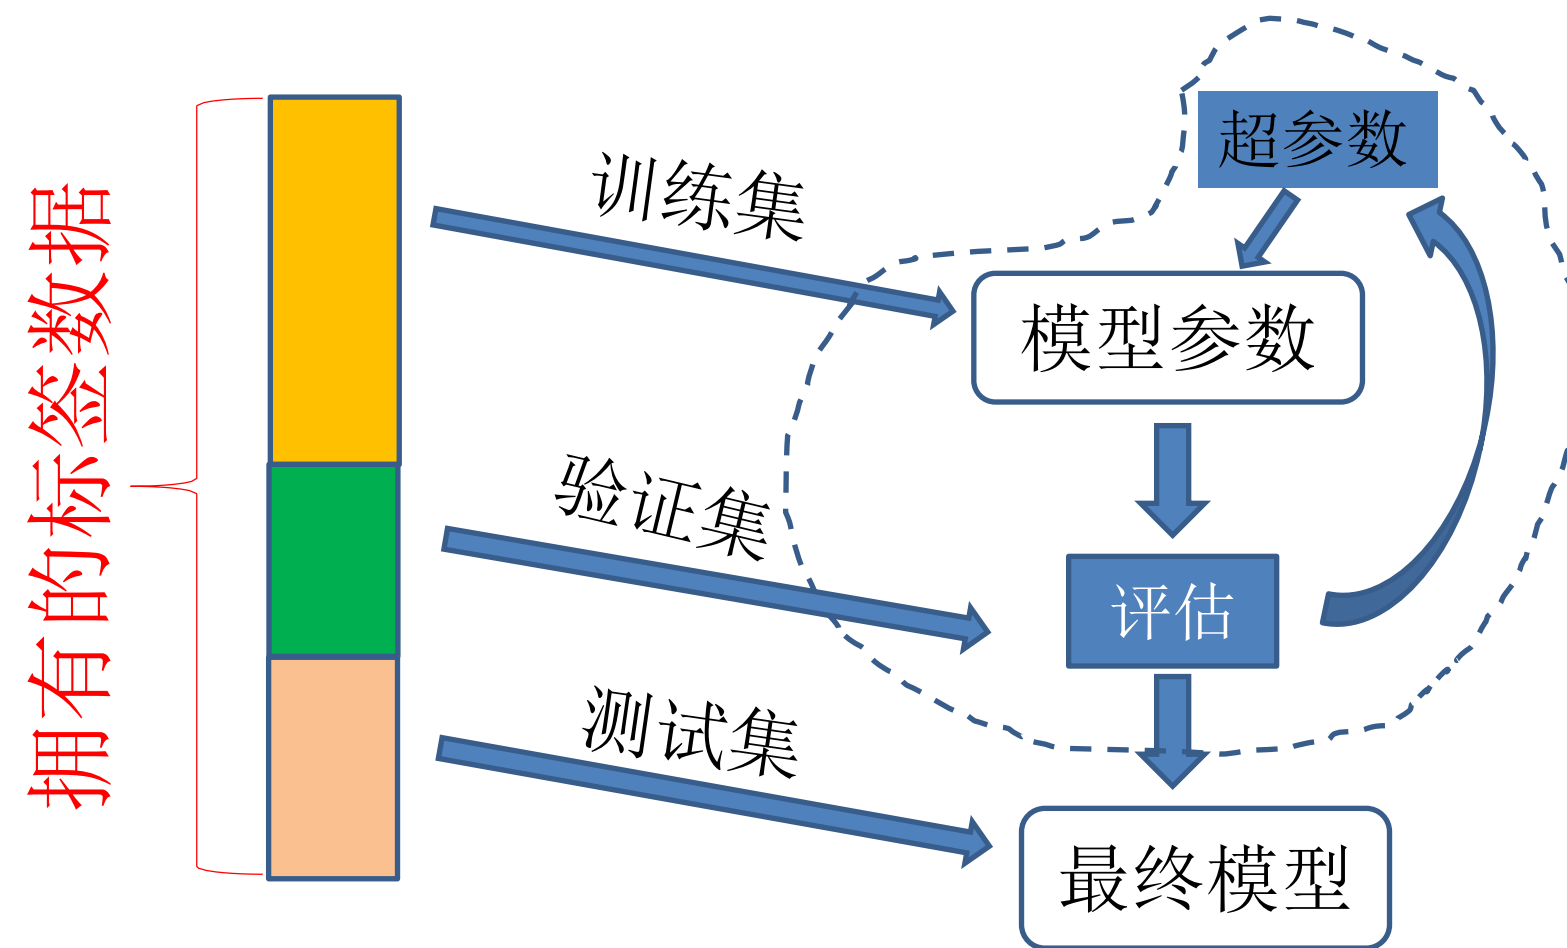 拥有的标签数据
训练集
验证集
测试集
超参数
模型参数
评估
最终模型